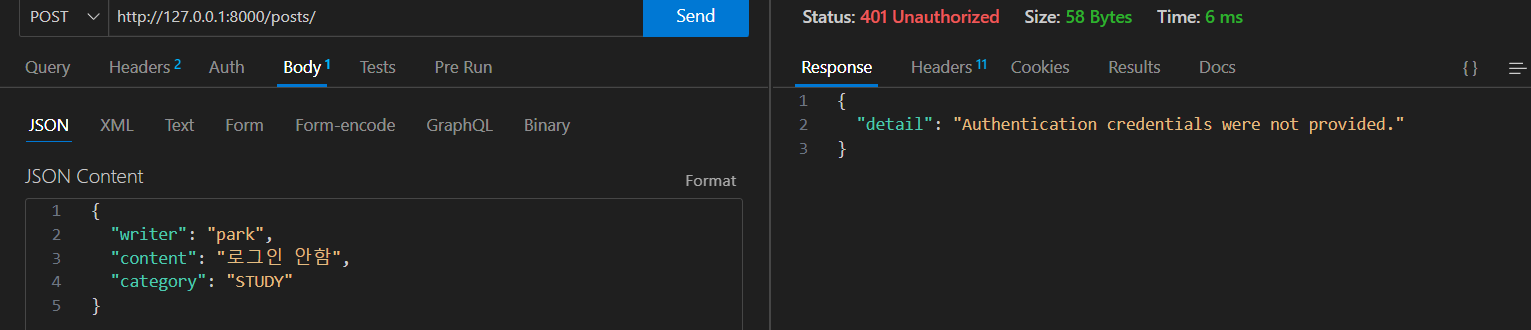 POST http://127.0.0.1:8000/posts/ Send
Query Headers 2 Auth Body 1 Tests Pre Run
JSON XML Text Form Form-encode GraphQL Binary
JSON Content Format
1 {
2 "writer": "park",
3 "content": "로그인 안함",
4 "category": "STUDY"
5 }
Status: 401 Unauthorized Size: 58 Bytes Time: 6 ms
Response Headers 11 Cookies Results Docs { }
1 {
2 "detail": "Authentication credentials were not provided."
3 }